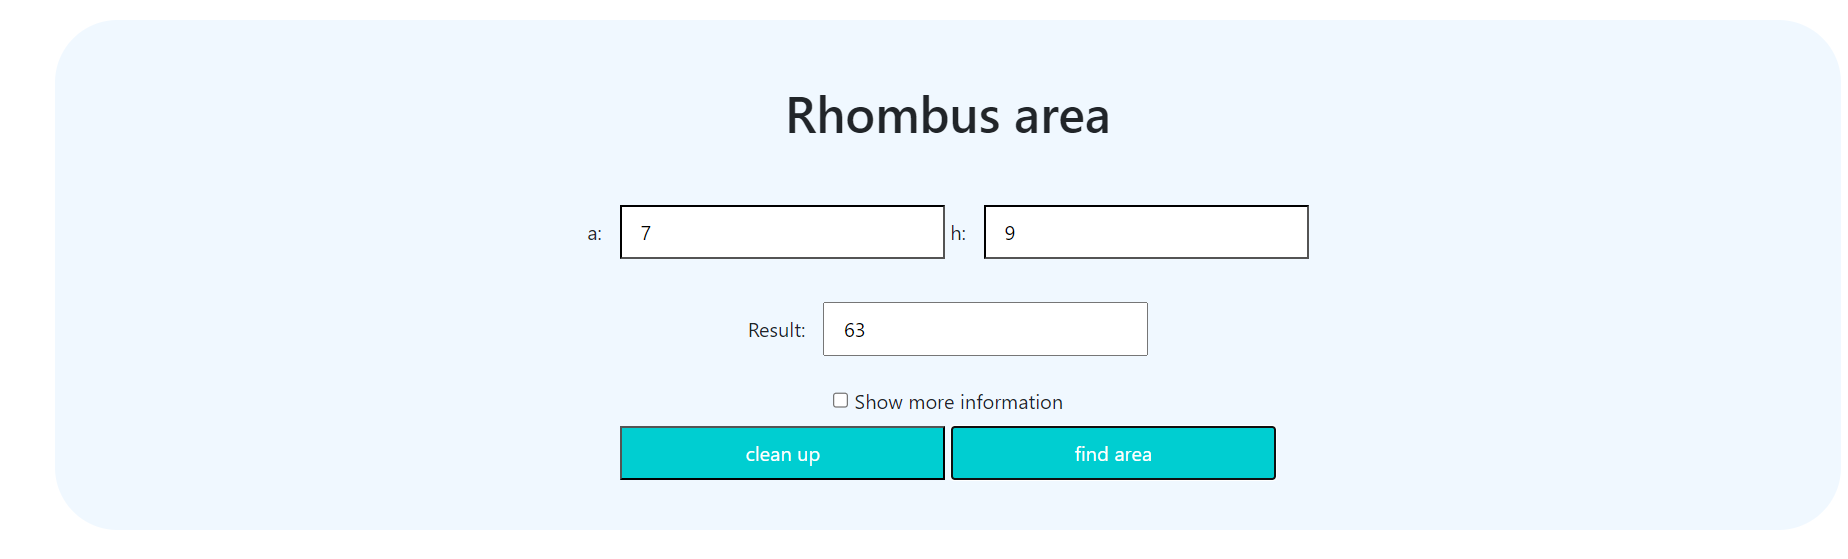 Rhombus area
a: 7 h: 9
Result: 63
Show more information
clean up find area